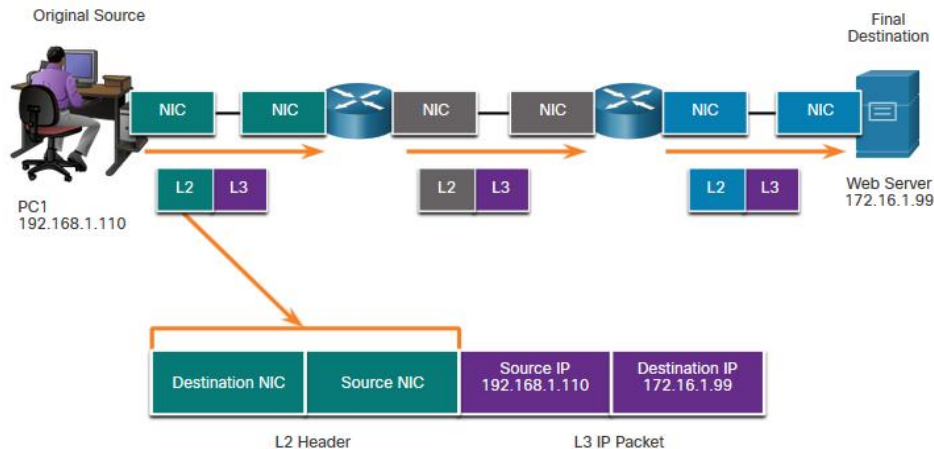 Original Source
Final
Destination
NIC
NIC
NIC
NIC
NIC
NIC
L2
L3
L2
L3
L2
L3
PC1
192.168.1.110
Web Server
172.16.1.99
Destination NIC
Source NIC
Source IP
192.168.1.110
Destination IP
172.16.1.99
L2 Header
L3 IP Packet